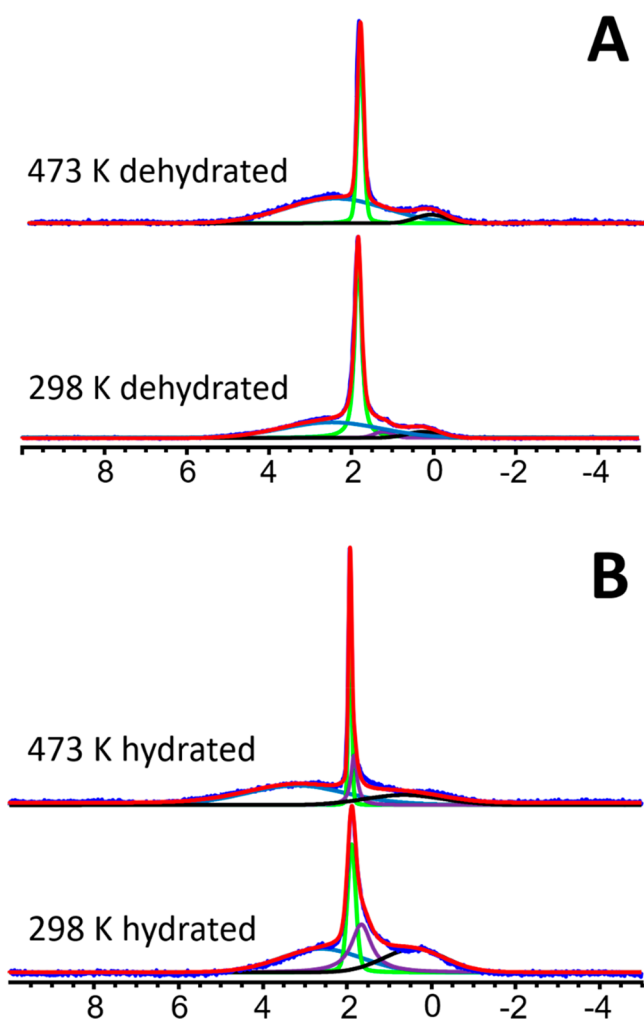 A
473 K dehydrated
298 K dehydrated
8 6 4 2 0 -2 -4
B
473 K hydrated
298 K hydrated
8 6 4 2 0 -2 -4